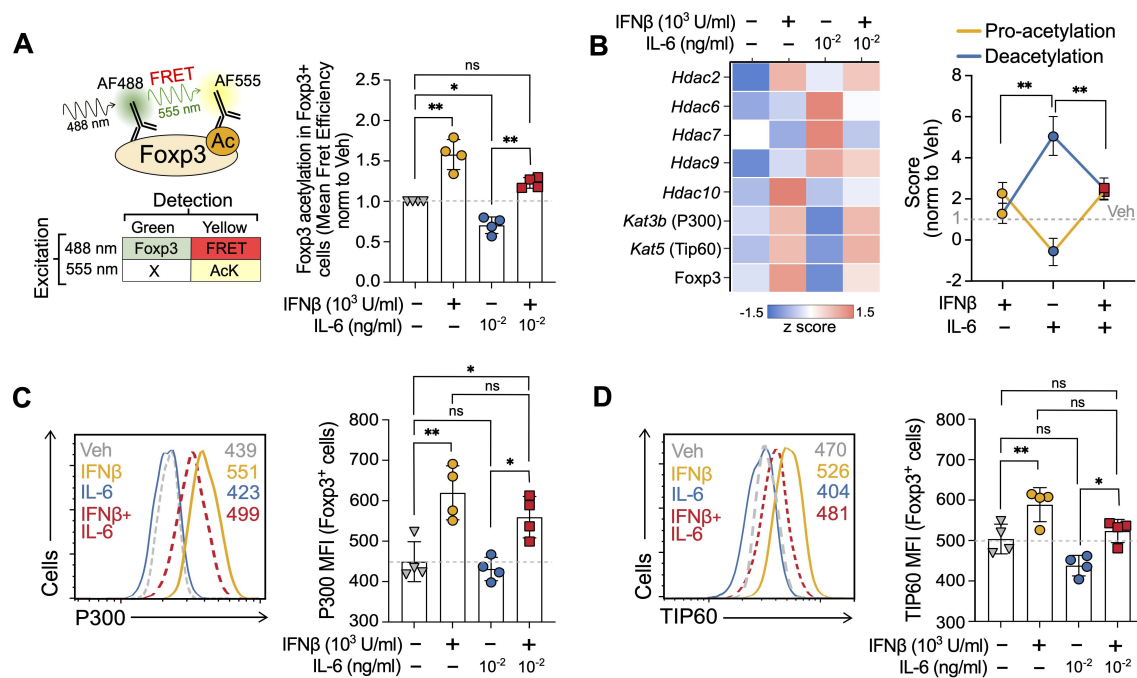 A
AF488 FRET AF555
488 nm 555 nm
Foxp3 Ac
Detection
Green Yellow
Excitation
488 nm Foxp3 FRET
555 nm X AcK
Foxp3 acetylation in Foxp3+
cells (Mean Fret Efficiency
norm to Veh)
2.5
2.0
1.5
1.0
0.5
0.0
ns
*
**
**
IFNβ (10³ U/ml) − + − +
IL-6 (ng/ml) − − 10⁻² 10⁻²
B
IFNβ (10³ U/ml) − + − +
IL-6 (ng/ml) − − 10⁻² 10⁻²
Hdac2
Hdac6
Hdac7
Hdac9
Hdac10
Kat3b (P300)
Kat5 (Tip60)
Foxp3
-1.5 1.5
z score
Pro-acetylation
Deacetylation
Score
(norm to Veh)
8
6
4
2
1
0
-2
** **
Veh
IFNβ + − +
IL-6 − + +
C
Veh 439
IFNβ 551
IL-6 423
IFNβ+ 499
IL-6
Cells
P300
P300 MFI (Foxp3⁺ cells)
800
700
600
500
400
300
*
ns
ns
**
*
IFNβ (10³ U/ml) − + − +
IL-6 (ng/ml) − − 10⁻² 10⁻²
D
Veh 470
IFNβ 526
IL-6 404
IFNβ+ 481
IL-6
Cells
TIP60
TIP60 MFI (Foxp3⁺ cells)
800
700
600
500
400
300
ns
ns
ns
**
*
IFNβ (10³ U/ml) − + − +
IL-6 (ng/ml) − − 10⁻² 10⁻²